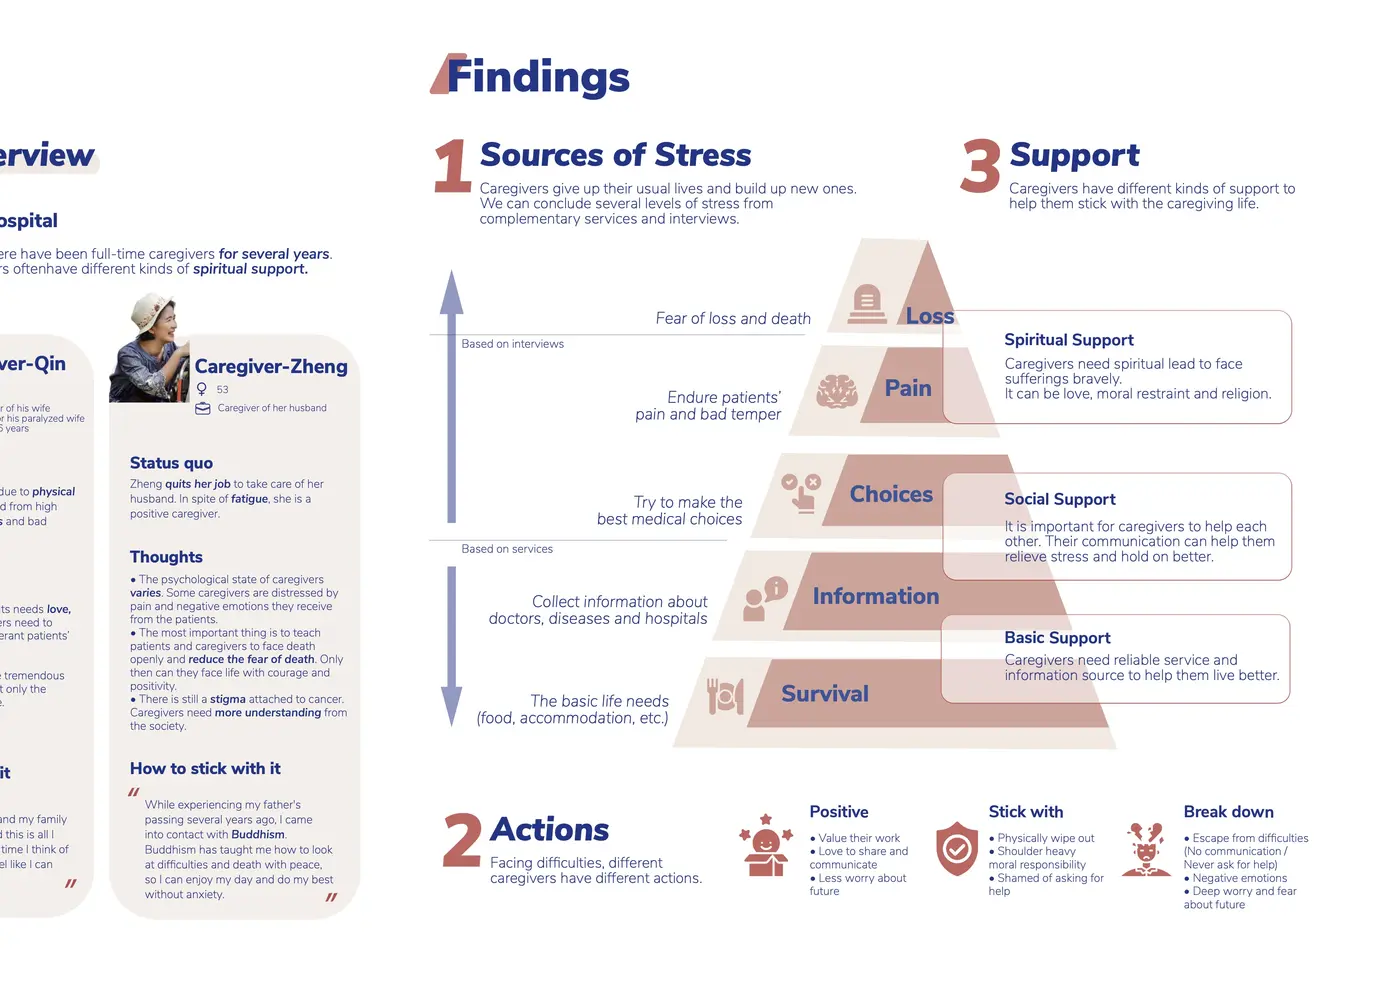 erview
ospital
ere have been full-time caregivers for several years.
rs oftenhave different kinds of spiritual support.
ver-Qin
r of his wife
or his paralyzed wife
5 years
due to physical
d from high
s and bad
ts needs love,
ers need to
erant patients'
e tremendous
t only the
e.
it
and my family
d this is all I
time I think of
el like I can
"
Caregiver-Zheng
53
Caregiver of her husband
Status quo
Zheng quits her job to take care of her
husband. In spite of fatigue, she is a
positive caregiver.
Thoughts
• The psychological state of caregivers
varies. Some caregivers are distressed by
pain and negative emotions they receive
from the patients.
• The most important thing is to teach
patients and caregivers to face death
openly and reduce the fear of death. Only
then can they face life with courage and
positivity.
• There is still a stigma attached to cancer.
Caregivers need more understanding from
the society.
How to stick with it
"
While experiencing my father's
passing several years ago, I came
into contact with Buddhism.
Buddhism has taught me how to look
at difficulties and death with peace,
so I can enjoy my day and do my best
without anxiety.
"
Findings
1 Sources of Stress
Caregivers give up their usual lives and build up new ones.
We can conclude several levels of stress from
complementary services and interviews.
Based on interviews
Based on services
Fear of loss and death
Loss
Endure patients'
pain and bad temper
Pain
Try to make the
best medical choices
Choices
Collect information about
doctors, diseases and hospitals
Information
The basic life needs
(food, accommodation, etc.)
Survival
3 Support
Caregivers have different kinds of support to
help them stick with the caregiving life.
Spiritual Support
Caregivers need spiritual lead to face
sufferings bravely.
It can be love, moral restraint and religion.
Social Support
It is important for caregivers to help each
other. Their communication can help them
relieve stress and hold on better.
Basic Support
Caregivers need reliable service and
information source to help them live better.
2 Actions
Facing difficulties, different
caregivers have different actions.
Positive
• Value their work
• Love to share and
communicate
• Less worry about
future
Stick with
• Physically wipe out
• Shoulder heavy
moral responsibility
• Shamed of asking for
help
Break down
• Escape from difficulties
(No communication /
Never ask for help)
• Negative emotions
• Deep worry and fear
about future